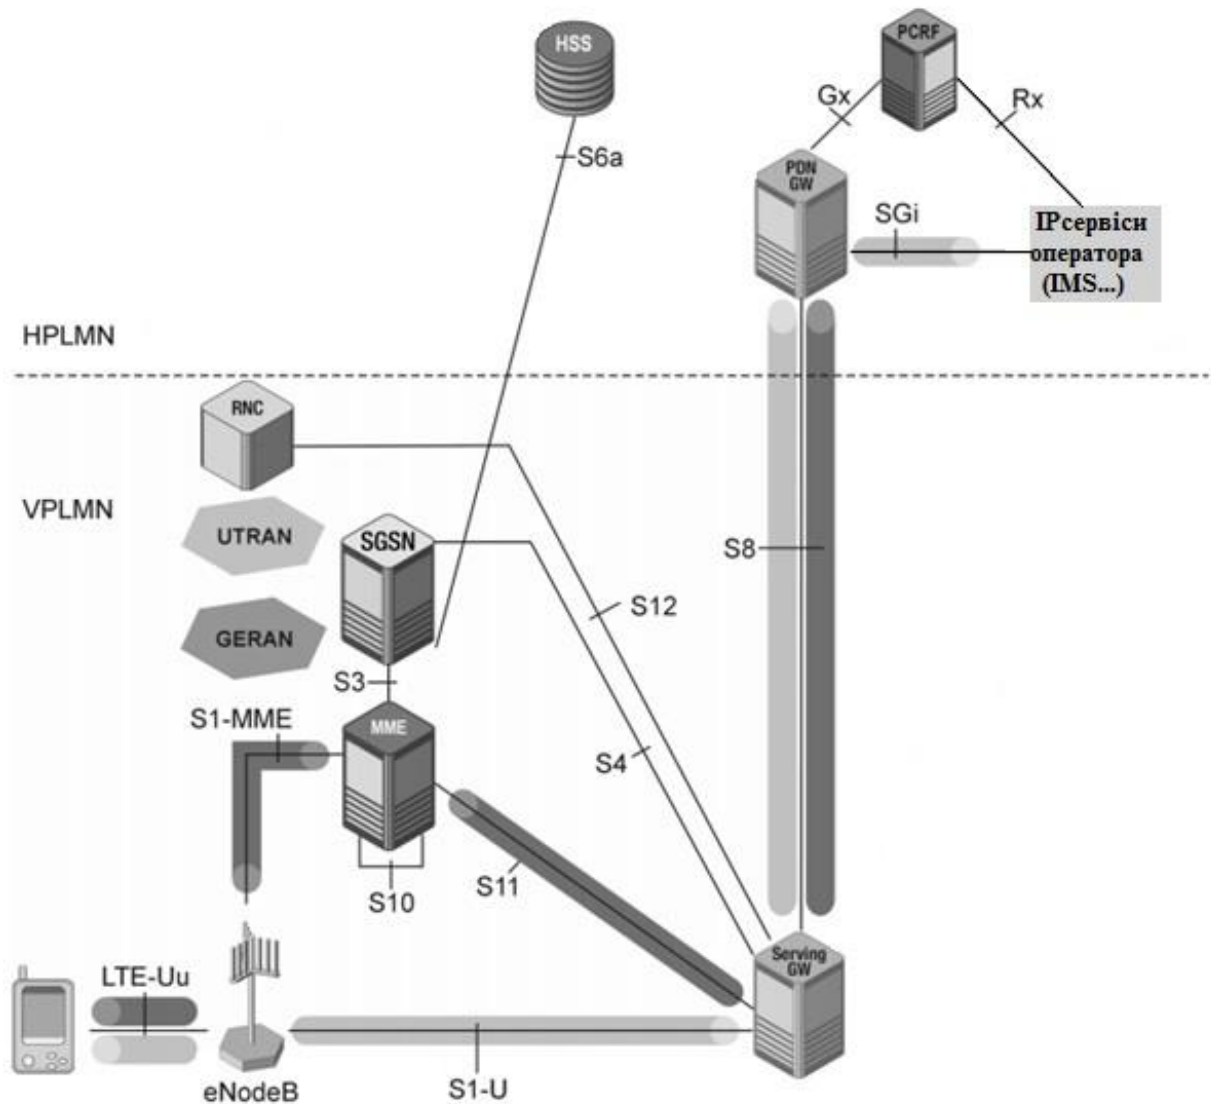 HSS
PCRF
Gx
Rx
S6a
PDN
GW
SGi
IPсервіси
оператора
(IMS...)
HPLMN
RNC
VPLMN
UTRAN
SGSN
S8
S12
GERAN
S3
S1-MME
MME
S4
S11
S10
Serving
GW
LTE-Uu
eNodeB
S1-U